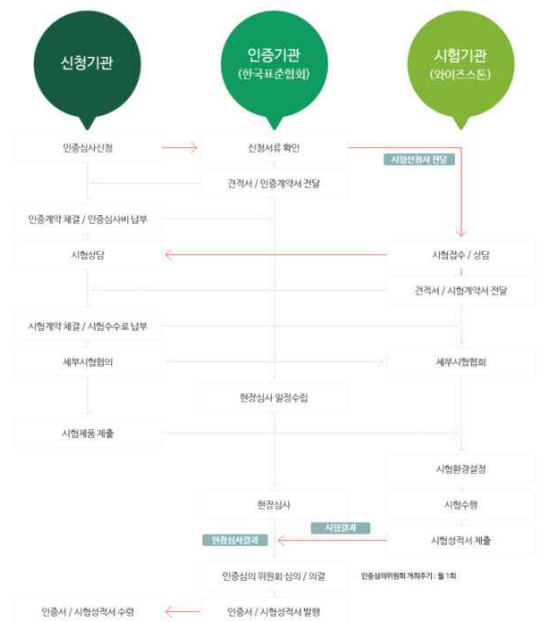 신청기관
인증기관
(한국표준협회)
시험기관
(와이즈스톤)
인증심사신청
신청서류 확인
시험신청서 전달
견적서 / 인증계약서 전달
인증계약 체결 / 인증심사비 납부
시험상담
시험접수 / 상담
견적서 / 시험계약서 전달
시험계약 체결 / 시험수수료 납부
세부시험협의
세부시험협회
현장심사 일정수립
시험제품 제출
시험환경설정
현장심사
시험수행
시험결과
현장심사결과
시험성적서 제출
인증심의 위원회 심의 / 의결
인증심의위원회 개최주기 : 월 1회
인증서 / 시험성적서 수령
인증서 / 시험성적서 발행